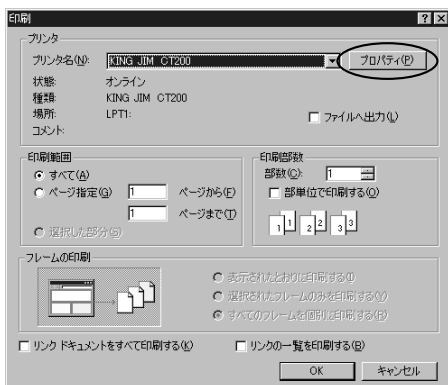 印刷
プリンタ
プリンタ名(N): KING JIM CT200 プロパティ(P)
状態: オンライン
種類: KING JIM CT200
場所: LPT1:
コメント:
ファイルへ出力(L)
印刷範囲
すべて(A)
ページ指定(G) 1 ページから(F)
1 ページまで(T)
選択した部分(S)
印刷部数
部数(C): 1
部単位で印刷する(O)
1 1 2 2 3 3
フレームの印刷
表示されたとおりに印刷する(I)
選択されたフレームのみを印刷する(Y)
すべてのフレームを個別に印刷する(R)
リンク ドキュメントをすべて印刷する(K) リンクの一覧を印刷する(B)
OK キャンセル